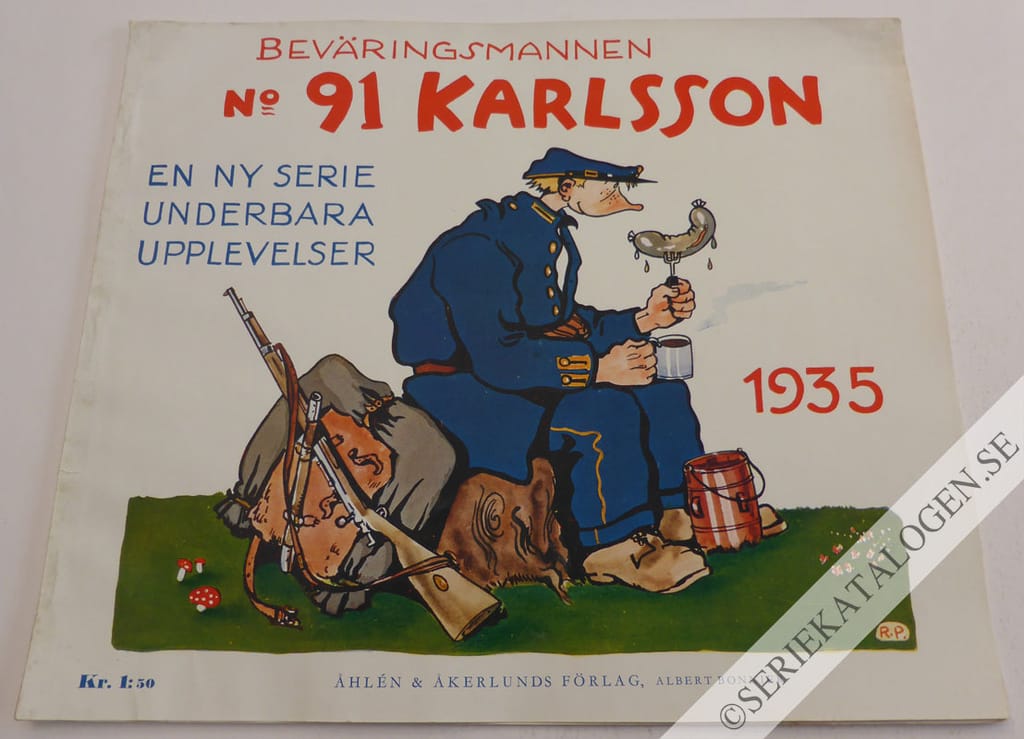 BEVÄRINGSMANNEN
No 91 KARLSSON
EN NY SERIE
UNDERBARA
UPPLEVELSER
1935
R.P.
Kr. 1:50
ÅHLÉN & ÅKERLUNDS FÖRLAG, ALBERT BONNIER
© SERIEKATALOGEN.SE